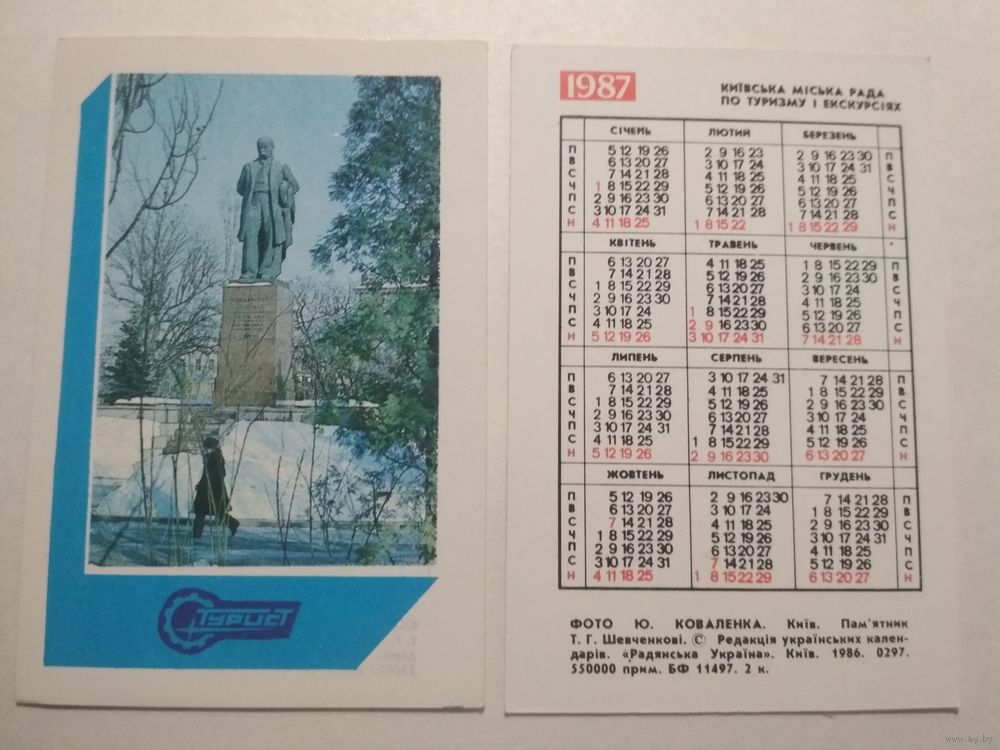 ТУРИСТ
1987
КИЇВСЬКА МІСЬКА РАДА
ПО ТУРИЗМУ І ЕКСКУРСІЯХ
СІЧЕНЬ ЛЮТИЙ БЕРЕЗЕНЬ
П 5 12 19 26 2 9 16 23 2 9 16 23 30 П
В 6 13 20 27 3 10 17 24 3 10 17 24 31 В
С 7 14 21 28 4 11 18 25 4 11 18 25 С
Ч 1 8 15 22 29 5 12 19 26 5 12 19 26 Ч
П 2 9 16 23 30 6 13 20 27 6 13 20 27 П
С 3 10 17 24 31 7 14 21 28 7 14 21 28 С
Н 4 11 18 25 1 8 15 22 1 8 15 22 29 Н
КВІТЕНЬ ТРАВЕНЬ ЧЕРВЕНЬ
П 6 13 20 27 4 11 18 25 1 8 15 22 29 П
В 7 14 21 28 5 12 19 26 2 9 16 23 30 В
С 1 8 15 22 29 6 13 20 27 3 10 17 24 С
Ч 2 9 16 23 30 7 14 21 28 4 11 18 25 Ч
П 3 10 17 24 1 8 15 22 29 5 12 19 26 П
С 4 11 18 25 2 9 16 23 30 6 13 20 27 С
Н 5 12 19 26 3 10 17 24 31 7 14 21 28 Н
ЛИПЕНЬ СЕРПЕНЬ ВЕРЕСЕНЬ
П 6 13 20 27 3 10 17 24 31 7 14 21 28 П
В 7 14 21 28 4 11 18 25 1 8 15 22 29 В
С 1 8 15 22 29 5 12 19 26 2 9 16 23 30 С
Ч 2 9 16 23 30 6 13 20 27 3 10 17 24 Ч
П 3 10 17 24 31 7 14 21 28 4 11 18 25 П
С 4 11 18 25 1 8 15 22 29 5 12 19 26 С
Н 5 12 19 26 2 9 16 23 30 6 13 20 27 Н
ЖОВТЕНЬ ЛИСТОПАД ГРУДЕНЬ
П 5 12 19 26 2 9 16 23 30 7 14 21 28 П
В 6 13 20 27 3 10 17 24 1 8 15 22 29 В
С 7 14 21 28 4 11 18 25 2 9 16 23 30 С
Ч 1 8 15 22 29 5 12 19 26 3 10 17 24 31 Ч
П 2 9 16 23 30 6 13 20 27 4 11 18 25 П
С 3 10 17 24 31 7 14 21 28 5 12 19 26 С
Н 4 11 18 25 1 8 15 22 29 6 13 20 27 Н
ФОТО Ю. КОВАЛЕНКА. Київ. Пам'ятник
Т. Г. Шевченкові. © Редакція українських кален-
дарів. «Радянська Україна». Київ. 1986. 0297.
550000 прим. БФ 11497. 2 к.
www.ay.by